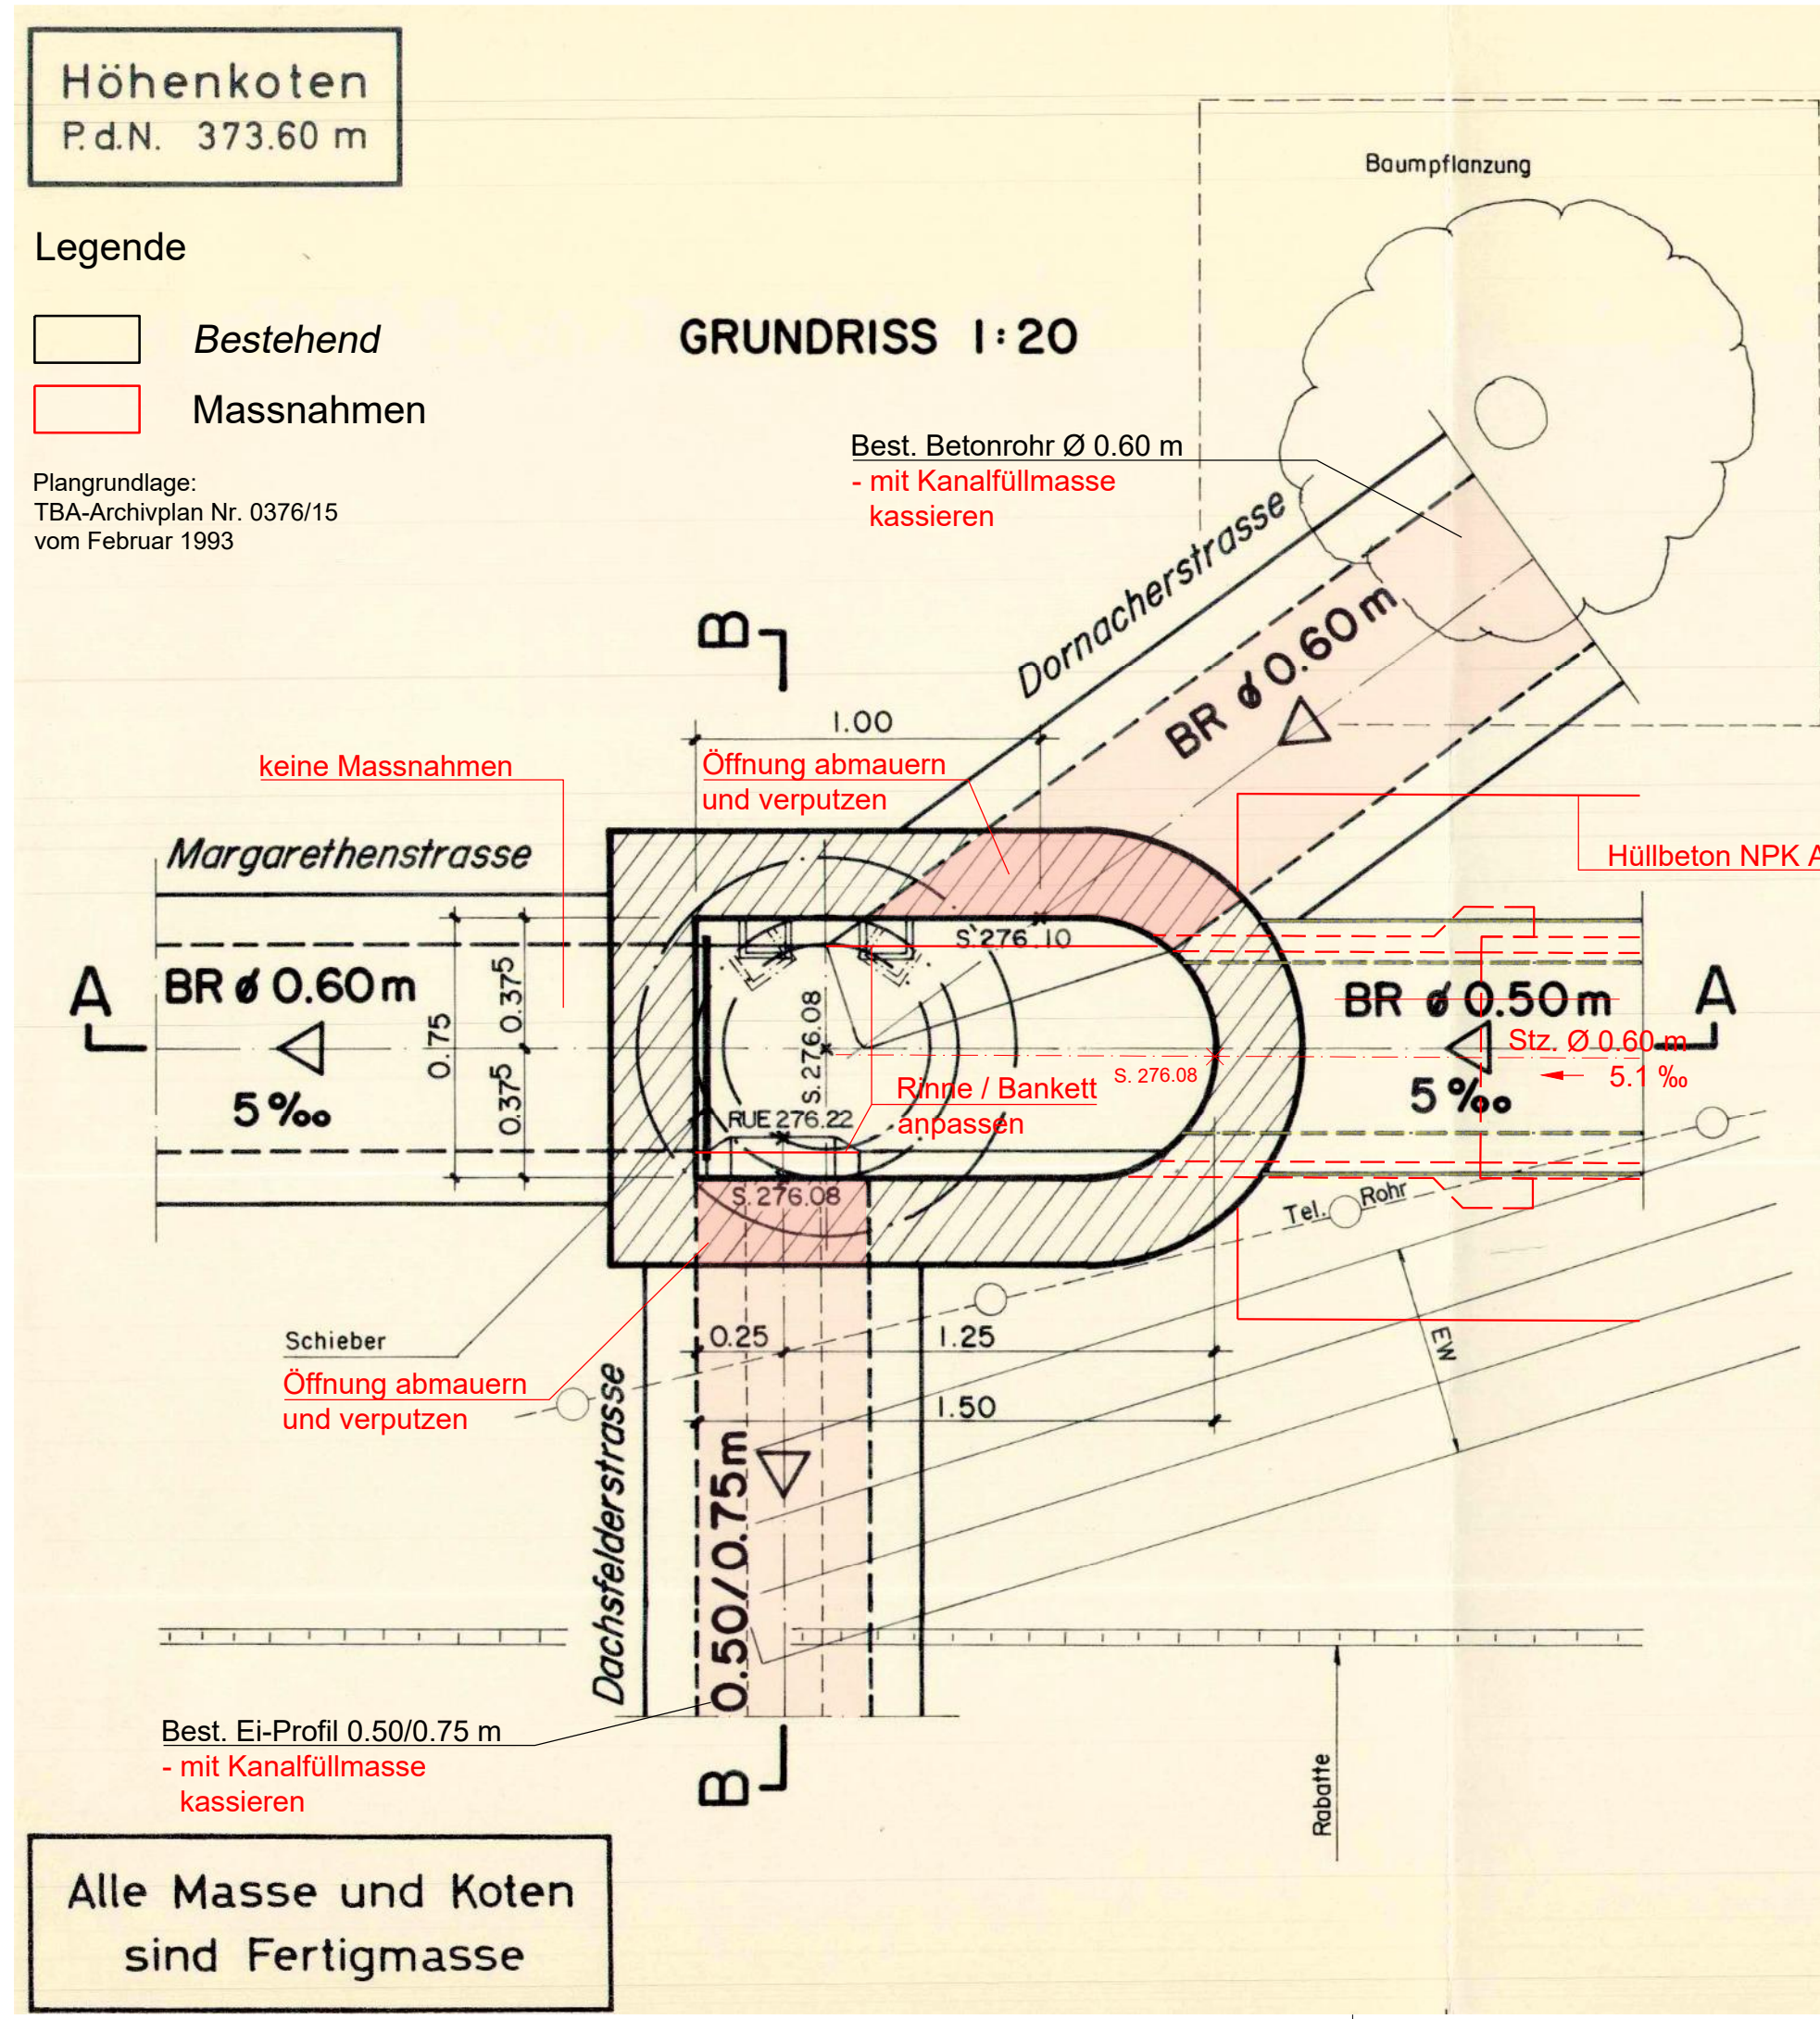 Höhenkoten
P.d.N. 373.60 m
Legende
Bestehend
Massnahmen
Plangrundlage:
TBA-Archivplan Nr. 0376/15
vom Februar 1993
GRUNDRISS 1:20
Baumpflanzung
Best. Betonrohr Ø 0.60 m
- mit Kanalfüllmasse
kassieren
Dornacherstrasse
BR ø 0.60 m
B
1.00
keine Massnahmen
Öffnung abmauern
und verputzen
Margarethenstrasse
Hüllbeton NPK A
A
BR ø 0.60 m
5 ‰
0.75
0.375
0.375
S. 276.10
S. 276.08
RUE 276.22
S. 276.08
Rinne / Bankett
anpassen
S. 276.08
BR ø 0.50 m
A
Stz. Ø 0.60 m
5.1 ‰
5 ‰
Tel. Rohr
EW
Schieber
Öffnung abmauern
und verputzen
0.25
1.25
1.50
Dachsfelderstrasse
0.50/0.75m
Best. Ei-Profil 0.50/0.75 m
- mit Kanalfüllmasse
kassieren
B
Rabatte
Alle Masse und Koten
sind Fertigmasse